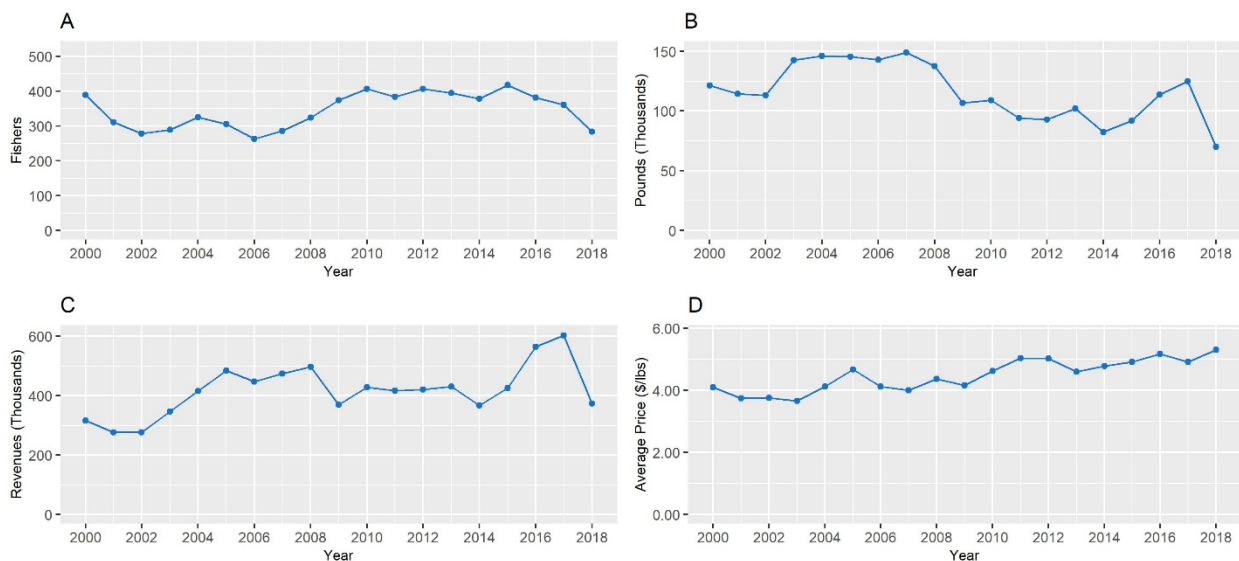 A
500
400
300
200
100
0
Fishers
2000 2002 2004 2006 2008 2010 2012 2014 2016 2018
Year
B
150
100
50
0
Pounds (Thousands)
2000 2002 2004 2006 2008 2010 2012 2014 2016 2018
Year
C
600
400
200
0
Revenues (Thousands)
2000 2002 2004 2006 2008 2010 2012 2014 2016 2018
Year
D
6.00
4.00
2.00
0.00
Average Price ($/lbs)
2000 2002 2004 2006 2008 2010 2012 2014 2016 2018
Year